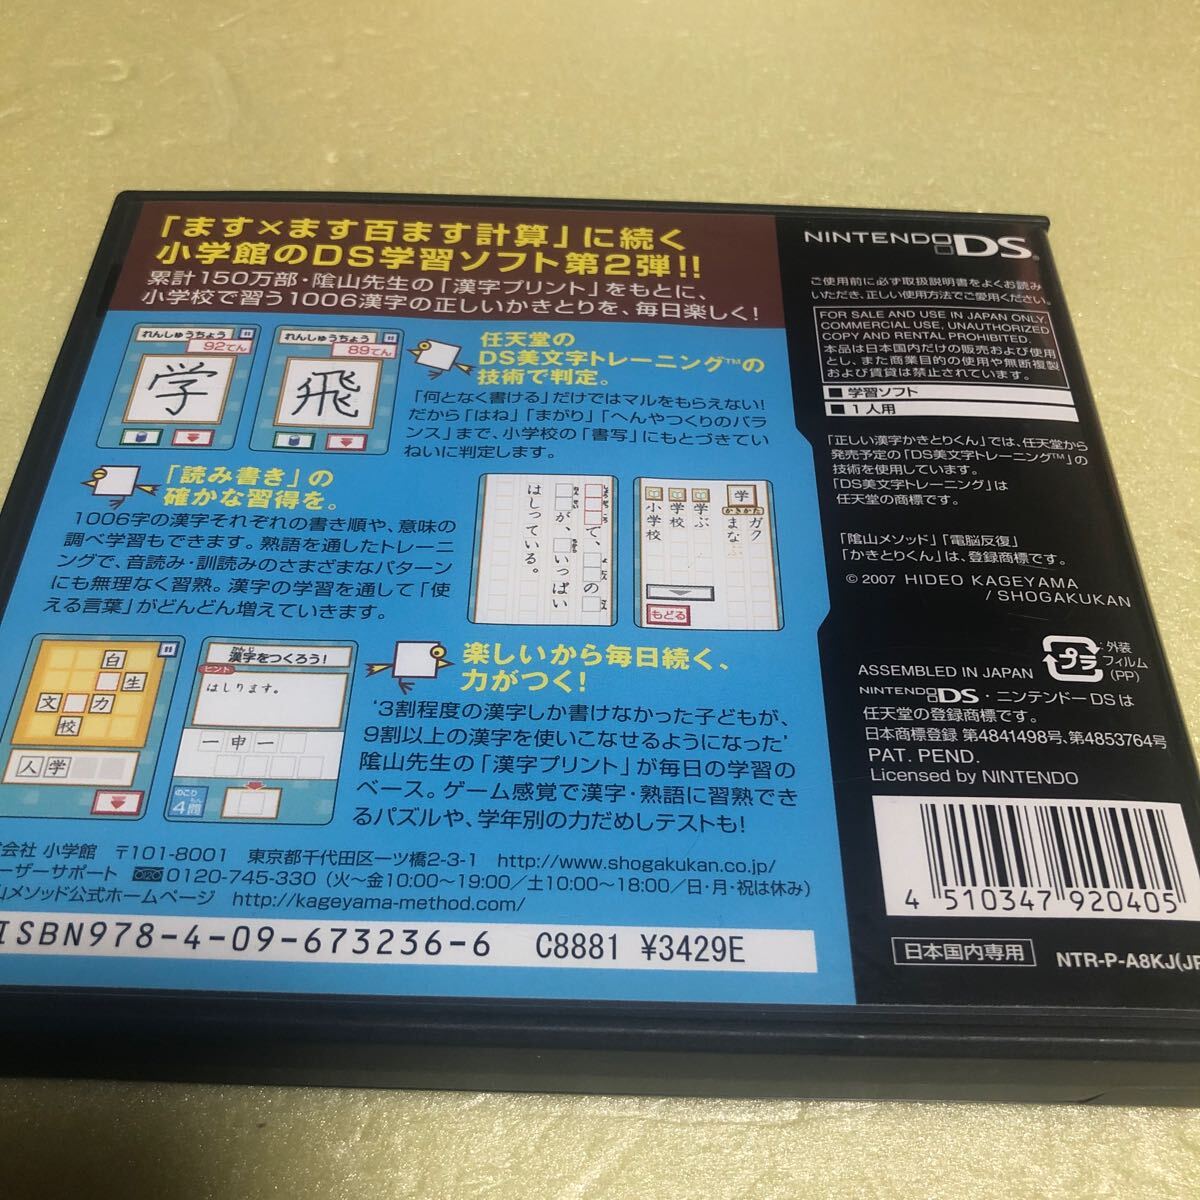 「ます×ます百ます計算」に続く
小学館のDS学習ソフト第2弾!!
累計150万部・陰山先生の「漢字プリント」をもとに、
小学校で習う1006漢字の正しいかきとりを、毎日楽しく!
れんしゅうちょう
92てん
学
れんしゅうちょう
89てん
飛
任天堂の
DS美文字トレーニング™の
技術で判定。
「何となく書ける」だけではマルをもらえない!
だから「はね」「まがり」「へんやつくりのバラ
ンス」まで、小学校の「書写」にもとづきてい
ねいに判定します。
「読み書き」の
確かな習得を。
1006字の漢字それぞれの書き順や、意味の
調べ学習もできます。熟語を通したトレーニ
ングで、音読み・訓読みのさまざまなパターン
にも無理なく習熟。漢字の学習を通して「使
える言葉」がどんどん増えていきます。
て、の
が、いっぱい
はしっている。
学
かきかた
ガク
まなぶ
学ぶ
学校
小学校
もどる
白
生
文
力
校
人学
漢字をつくろう!
かんじ
ヒント
はしります。
一申一
のこり
4問
楽しいから毎日続く、
力がつく!
'3割程度の漢字しか書けなかった子どもが、
9割以上の漢字を使いこなせるようになった'
陰山先生の「漢字プリント」が毎日の学習の
ベース。ゲーム感覚で漢字・熟語に習熟でき
るパズルや、学年別の力だめしテストも!
会社 小学館 〒101-8001 東京都千代田区一ツ橋2-3-1 http://www.shogakukan.co.jp/
ーザーサポート 0120-745-330(火〜金10:00〜19:00/土10:00〜18:00/日・月・祝は休み)
山メソッド公式ホームページ http://kageyama-method.com/
ISBN978-4-09-673236-6 C8881 ¥3429E
NINTENDO DS
ご使用前に必ず取扱説明書をよくお読み
いただき、正しい使用方法でご愛用ください。
FOR SALE AND USE IN JAPAN ONLY.
COMMERCIAL USE, UNAUTHORIZED
COPY AND RENTAL PROHIBITED.
本品は日本国内だけの販売および使用
とし、また商業目的の使用や無断複製
および賃貸は禁止されています。
■ 学習ソフト
■ 1人用
「正しい漢字かきとりくん」では、任天堂から
発売予定の「DS美文字トレーニング™」の
技術を使用しています。
「DS美文字トレーニング」は
任天堂の商標です。
「陰山メソッド」「電脳反復」
「かきとりくん」は、登録商標です。
© 2007 HIDEO KAGEYAMA
/ SHOGAKUKAN
プラ
:外装
フィルム
(PP)
ASSEMBLED IN JAPAN
NINTENDO DS・ニンテンドーDSは
任天堂の登録商標です。
日本商標登録 第4841498号、第4853764号
PAT. PEND.
Licensed by NINTENDO
4 510347 920405
日本国内専用
NTR-P-A8KJ(JP